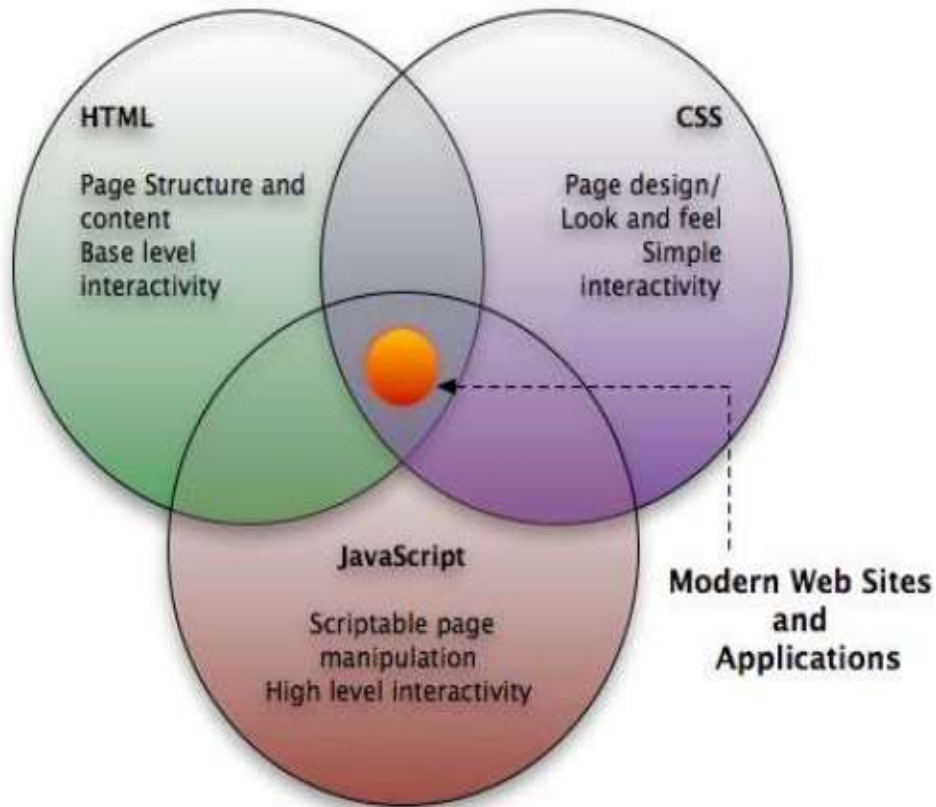 HTML
Page Structure and
content
Base level
interactivity
CSS
Page design/
Look and feel
Simple
interactivity
JavaScript
Scriptable page
manipulation
High level interactivity
Modern Web Sites
and
Applications